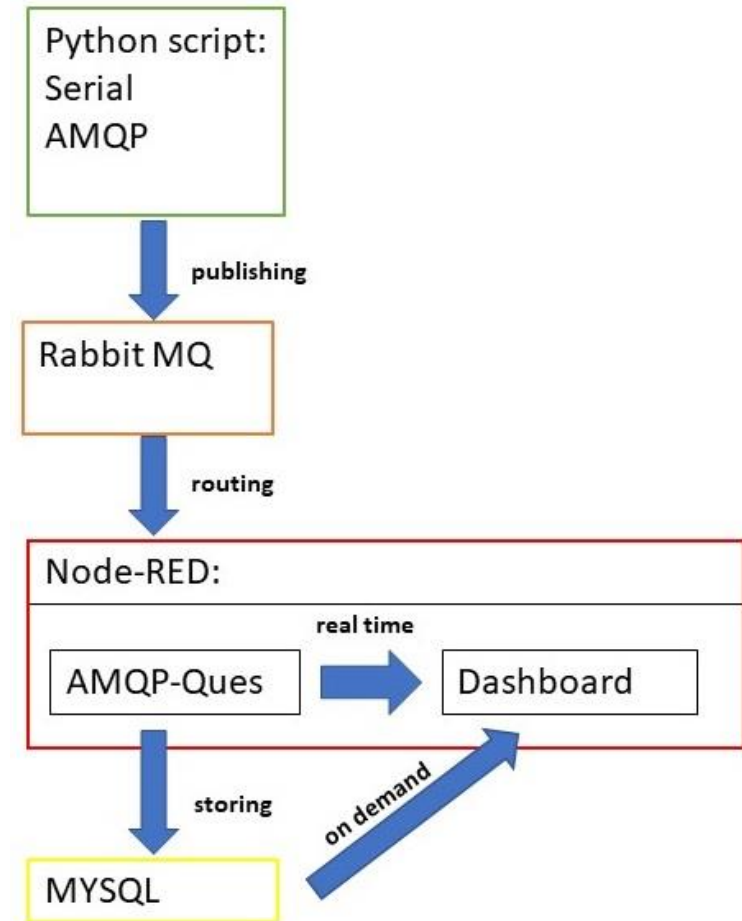 Python script:
Serial
AMQP
publishing
Rabbit MQ
routing
Node-RED:
real time
AMQP-Ques
Dashboard
storing
on demand
MYSQL